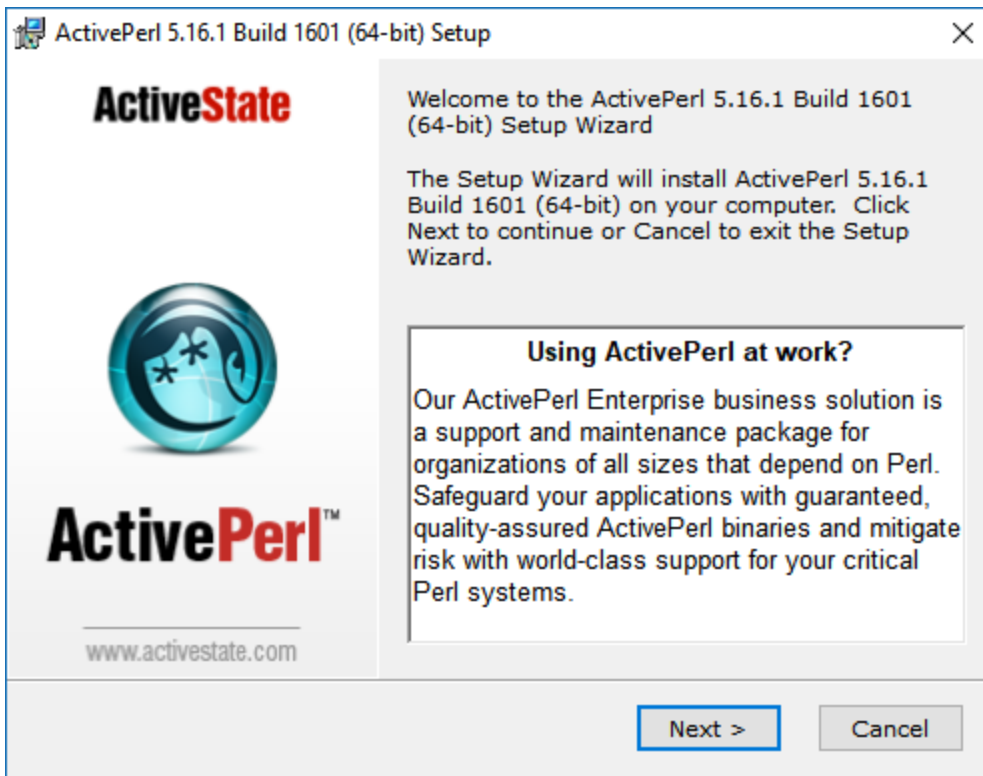 ActivePerl 5.16.1 Build 1601 (64-bit) Setup
ActiveState
Welcome to the ActivePerl 5.16.1 Build 1601
(64-bit) Setup Wizard
The Setup Wizard will install ActivePerl 5.16.1
Build 1601 (64-bit) on your computer.  Click
Next to continue or Cancel to exit the Setup
Wizard.
Using ActivePerl at work?
Our ActivePerl Enterprise business solution is
a support and maintenance package for
organizations of all sizes that depend on Perl.
Safeguard your applications with guaranteed,
quality-assured ActivePerl binaries and mitigate
risk with world-class support for your critical
Perl systems.
ActivePerl™
www.activestate.com
Next >
Cancel